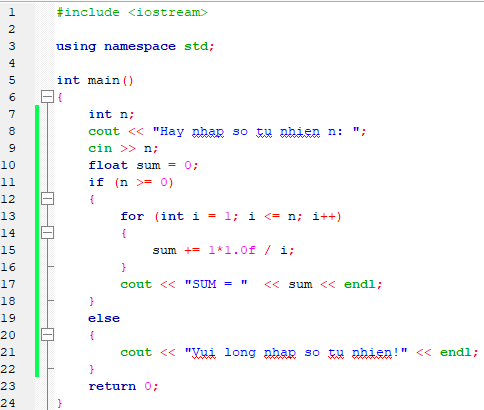 1 #include <iostream>
2
3 using namespace std;
4
5 int main()
6 {
7 int n;
8 cout << "Hay nhap so tu nhien n: ";
9 cin >> n;
10 float sum = 0;
11 if (n >= 0)
12 {
13 for (int i = 1; i <= n; i++)
14 {
15 sum += 1*1.0f / i;
16 }
17 cout << "SUM = " << sum << endl;
18 }
19 else
20 {
21 cout << "Vui long nhap so tu nhien!" << endl;
22 }
23 return 0;
24 }